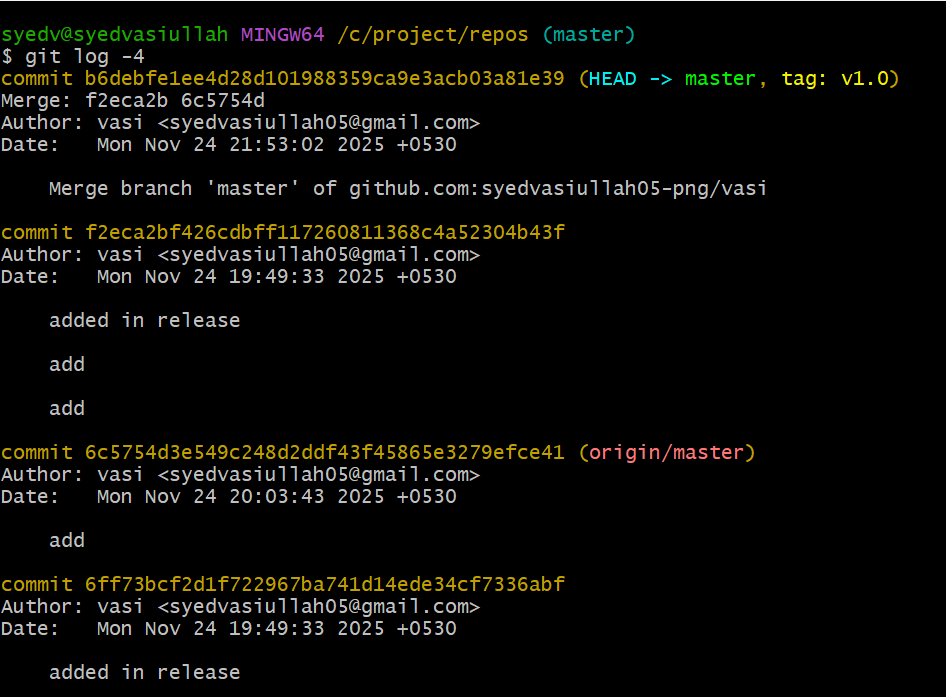 syedv@syedvasiullah MINGW64 /c/project/repos (master)
$ git log -4
commit b6debfe1ee4d28d101988359ca9e3acb03a81e39 (HEAD -> master, tag: v1.0)
Merge: f2eca2b 6c5754d
Author: vasi <syedvasiullah05@gmail.com>
Date:   Mon Nov 24 21:53:02 2025 +0530
    Merge branch 'master' of github.com:syedvasiullah05-png/vasi
commit f2eca2bf426cdbff117260811368c4a52304b43f
Author: vasi <syedvasiullah05@gmail.com>
Date:   Mon Nov 24 19:49:33 2025 +0530
    added in release
    add
    add
commit 6c5754d3e549c248d2ddf43f45865e3279efce41 (origin/master)
Author: vasi <syedvasiullah05@gmail.com>
Date:   Mon Nov 24 20:03:43 2025 +0530
    add
commit 6ff73bcf2d1f722967ba741d14ede34cf7336abf
Author: vasi <syedvasiullah05@gmail.com>
Date:   Mon Nov 24 19:49:33 2025 +0530
    added in release